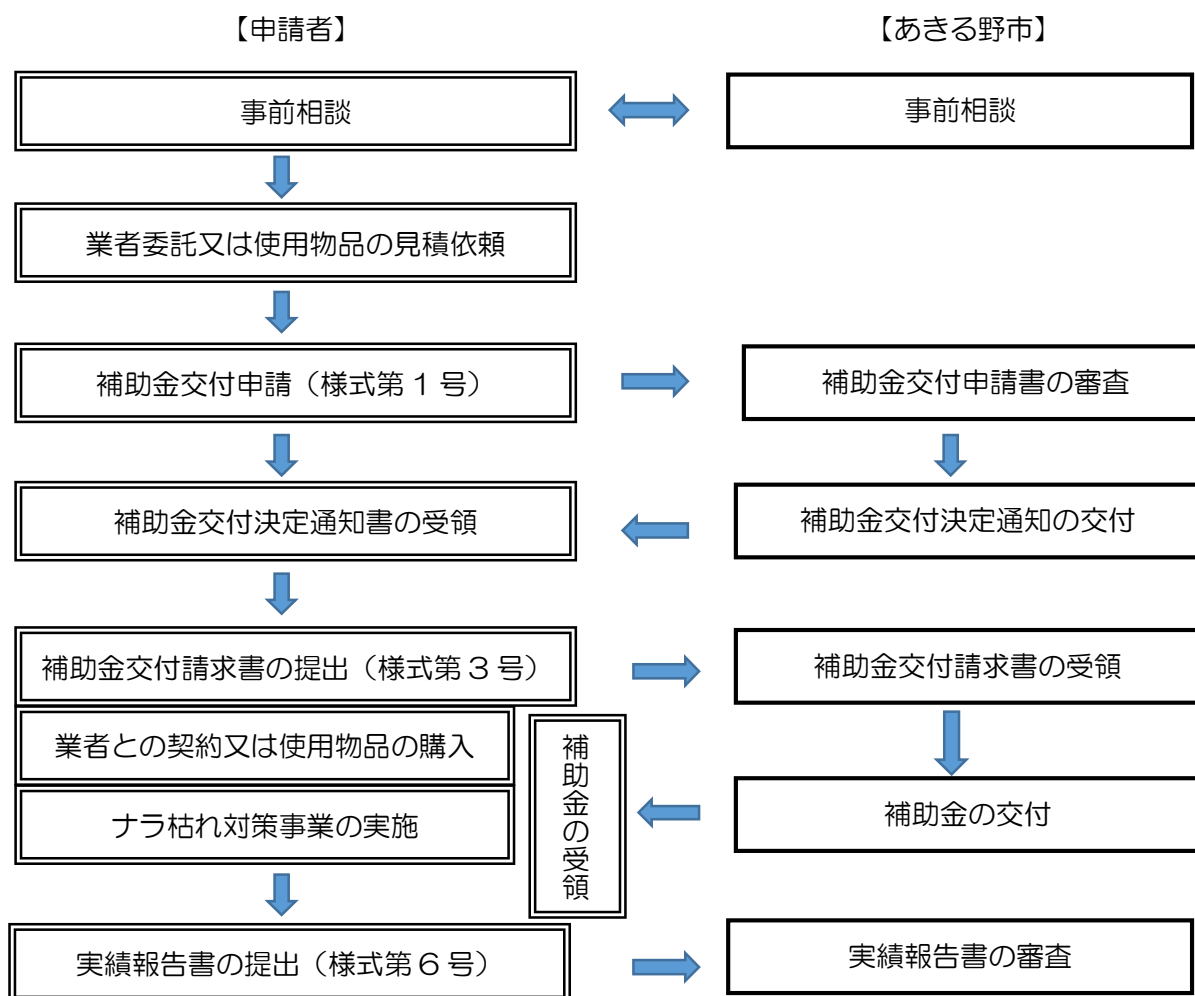 【申請者】
【あきる野市】
事前相談
事前相談
業者委託又は使用物品の見積依頼
補助金交付申請（様式第１号）
補助金交付申請書の審査
補助金交付決定通知書の受領
補助金交付決定通知の交付
補助金交付請求書の提出（様式第３号）
補助金交付請求書の受領
業者との契約又は使用物品の購入
補助金の受領
ナラ枯れ対策事業の実施
補助金の交付
実績報告書の提出（様式第６号）
実績報告書の審査